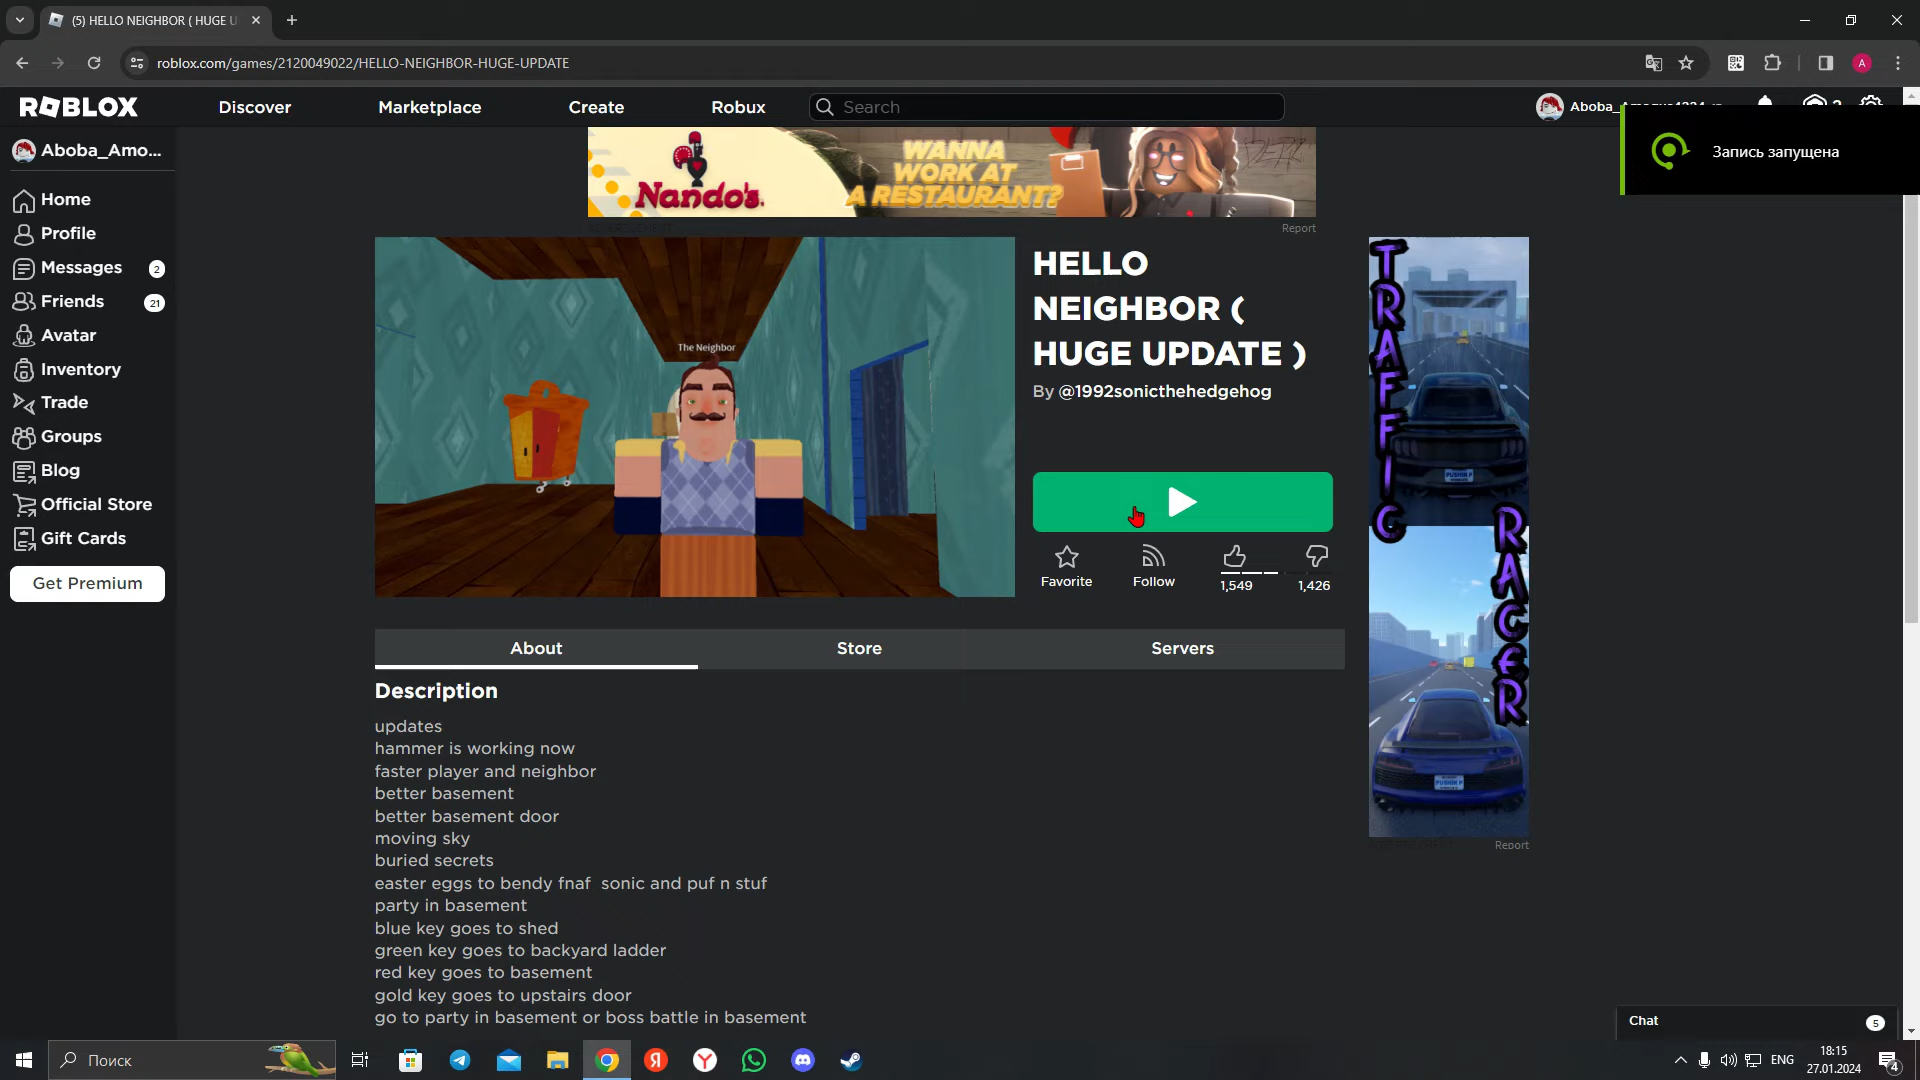 (5) HELLO NEIGHBOR ( HUGE U
roblox.com/games/2120049022/HELLO-NEIGHBOR-HUGE-UPDATE
A
ROBLOX
Discover
Marketplace
Create
Robux
Search
Запись запущена
Aboba_Amo...
Home
Profile
Messages
2
Friends
21
Avatar
Inventory
Trade
Groups
Blog
Official Store
Gift Cards
Get Premium
Nando's.
WANNA
WORK AT
A RESTAURANT?
Report
The Neighbor
HELLO
NEIGHBOR (
HUGE UPDATE )
By @1992sonicthehedgehog
Favorite
Follow
1,549
1,426
TRAFFIC
RACER
PUSHIN P
PUSHIN P
Report
About
Store
Servers
Description
updates
hammer is working now
faster player and neighbor
better basement
better basement door
moving sky
buried secrets
easter eggs to bendy fnaf  sonic and puf n stuf
party in basement
blue key goes to shed
green key goes to backyard ladder
red key goes to basement
gold key goes to upstairs door
go to party in basement or boss battle in basement
Chat
5
Поиск
Я
Y
ENG
18:15
27.01.2024
4